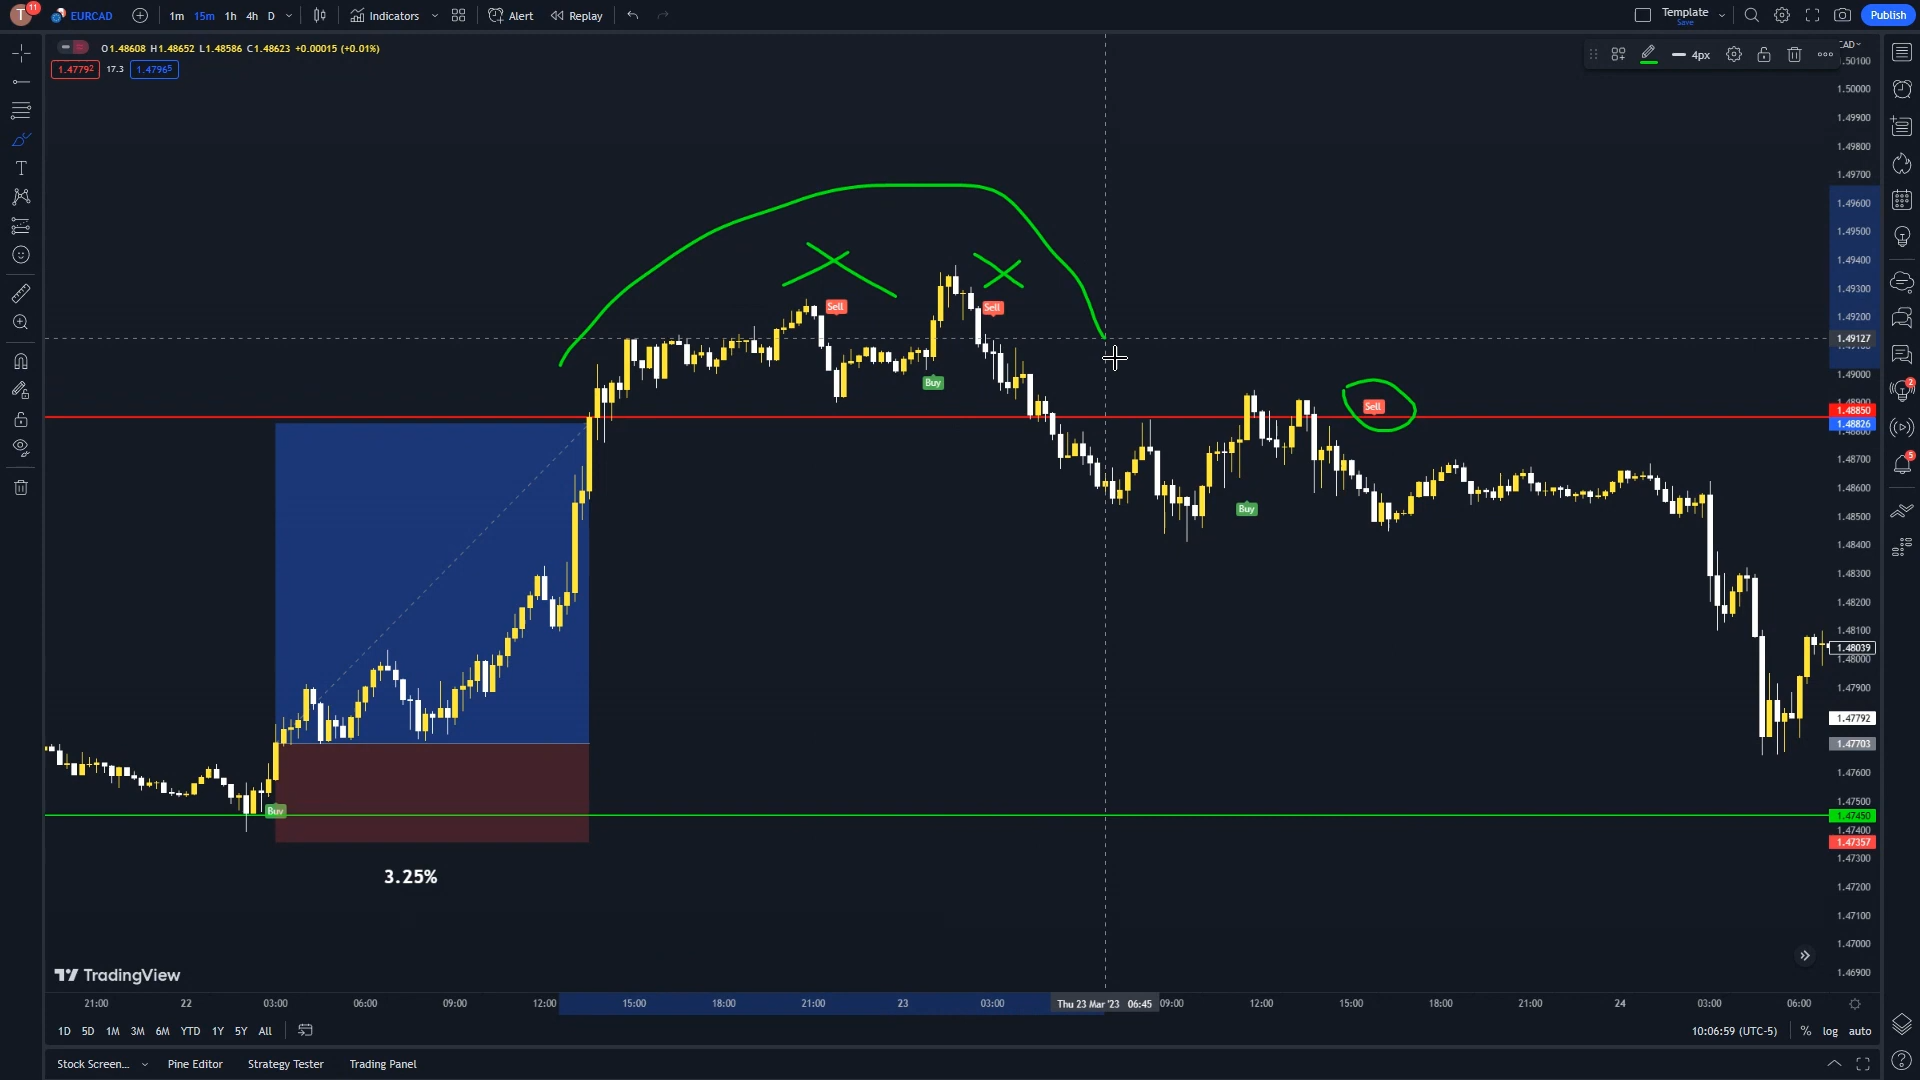 T
11
EURCAD
1m 15m 1h 4h D
Indicators
Alert
Replay
Template
Save
Publish
O1.48608 H1.48652 L1.48586 C1.48623 +0.00015 (+0.01%)
1.47792 17.3 1.47965
4px
CAD
1.50100
1.50000
1.49900
1.49800
1.49700
1.49600
1.49500
1.49400
1.49300
1.49200
1.49127
1.49000
1.48850
1.48826
1.48700
1.48600
1.48500
1.48400
1.48300
1.48200
1.48100
1.48039
1.48000
1.47900
1.47792
1.47703
1.47600
1.47500
1.47450
1.47400
1.47357
1.47300
1.47200
1.47100
1.47000
1.46900
Sell
Sell
Buy
Sell
Buy
Buy
3.25%
TradingView
2
5
21:00 22 03:00 06:00 09:00 12:00 15:00 18:00 21:00 23 03:00 Thu 23 Mar '23 06:45 09:00 12:00 15:00 18:00 21:00 24 03:00 06:00
1D 5D 1M 3M 6M YTD 1Y 5Y All
10:06:59 (UTC-5) % log auto
Stock Screen... Pine Editor Strategy Tester Trading Panel